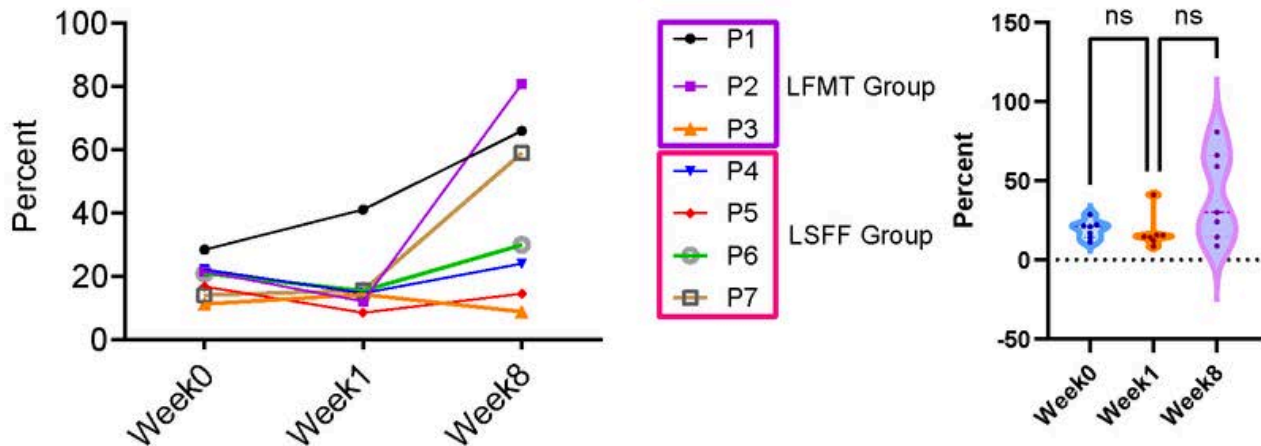 Percent
100
80
60
40
20
0
Week0
Week1
Week8
P1
P2
P3
LFMT Group
P4
P5
P6
P7
LSFF Group
ns
ns
Percent
150
100
50
0
-50
Week0
Week1
Week8